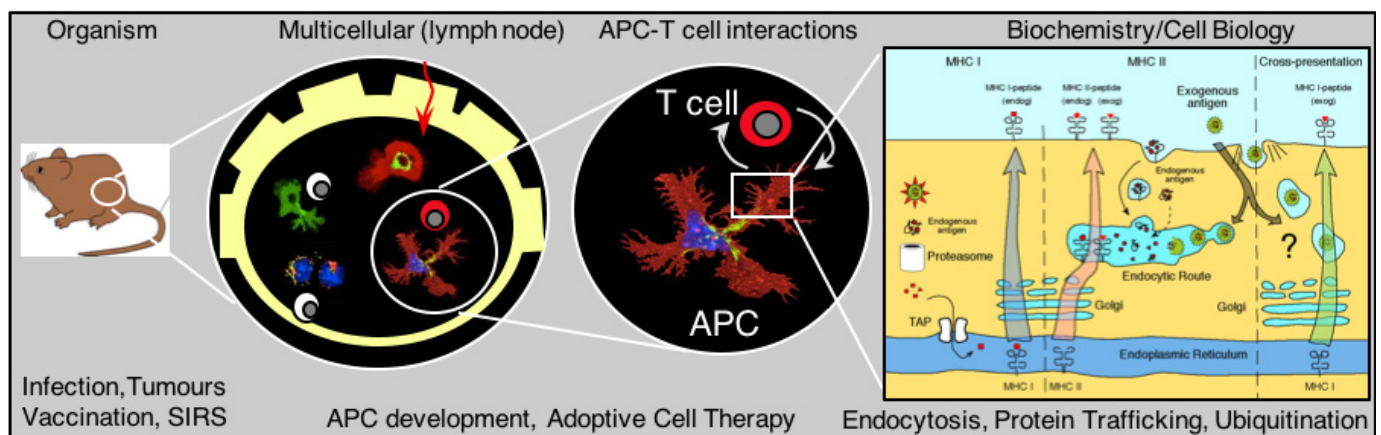 Organism
Multicellular (lymph node)
APC-T cell interactions
Biochemistry/Cell Biology
T cell
APC
MHC I
MHC II
Cross-presentation
MHC I-peptide
(endog)
MHC II-peptide
(endog) (exog)
Exogenous
antigen
MHC I-peptide
(exog)
Endogenous
antigen
Endogenous
antigen
Proteasome
?
Endocytic Route
Golgi
Golgi
TAP
Endoplasmic Reticulum
MHC I
MHC II
MHC I
Infection,Tumours
Vaccination, SIRS
APC development, Adoptive Cell Therapy
Endocytosis, Protein Trafficking, Ubiquitination